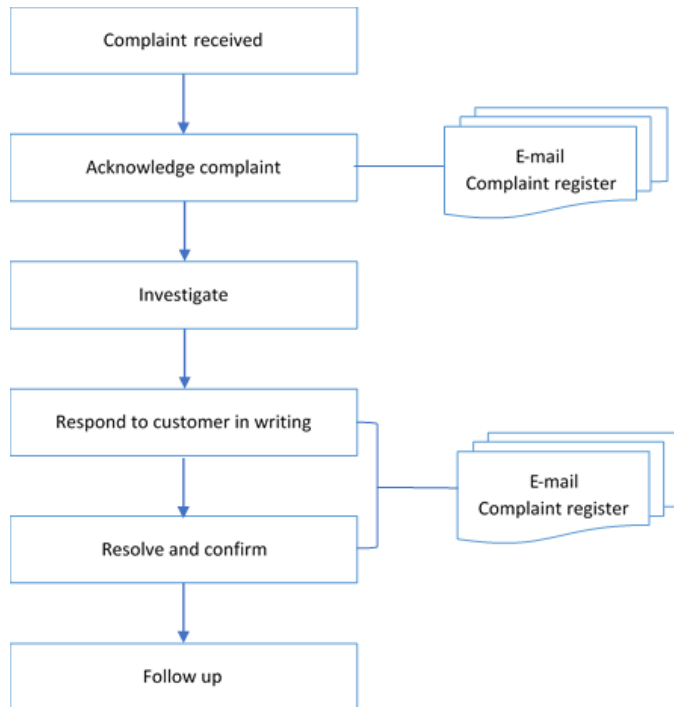 Complaint received
Acknowledge complaint
E-mail
Complaint register
Investigate
Respond to customer in writing
E-mail
Complaint register
Resolve and confirm
Follow up